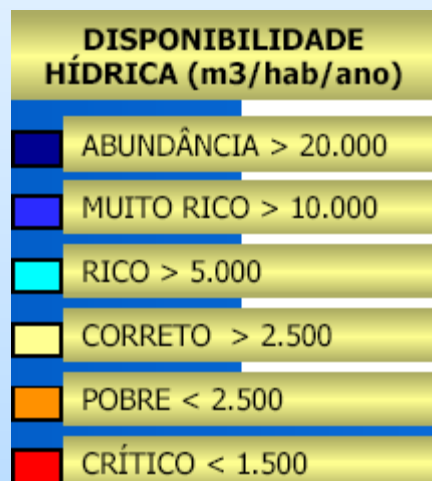 DISPONIBILIDADE
HÍDRICA (m3/hab/ano)
ABUNDÂNCIA > 20.000
MUITO RICO > 10.000
RICO > 5.000
CORRETO > 2.500
POBRE < 2.500
CRÍTICO < 1.500